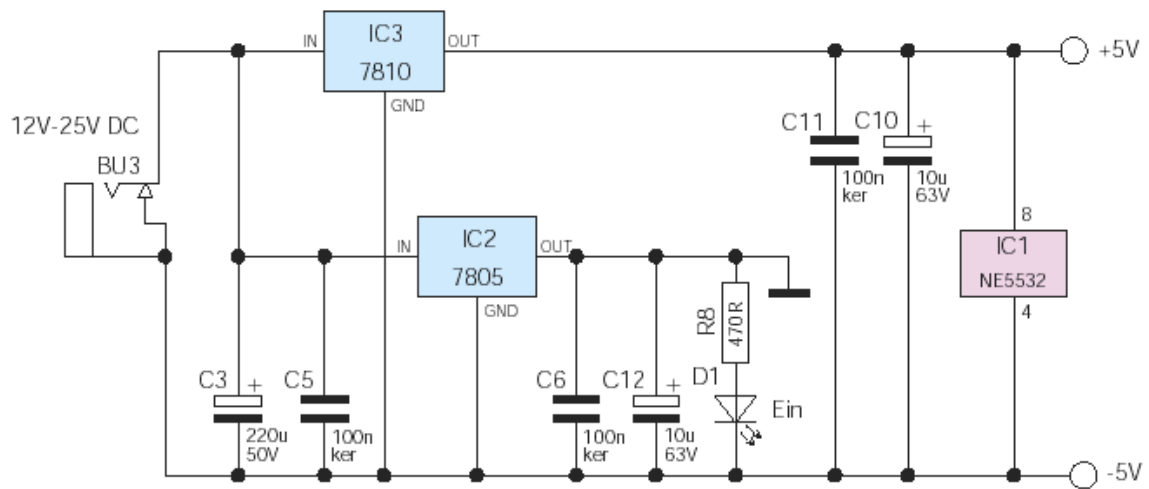 IC3
7810
IN
OUT
GND
+5V
12V-25V DC
BU3
C11
100n
ker
C10
+
10u
63V
8
IC1
NE5532
4
IN
IC2
7805
OUT
GND
R8
470R
C3
+
220u
50V
C5
100n
ker
C6
100n
ker
C12
+
10u
63V
D1
Ein
-5V